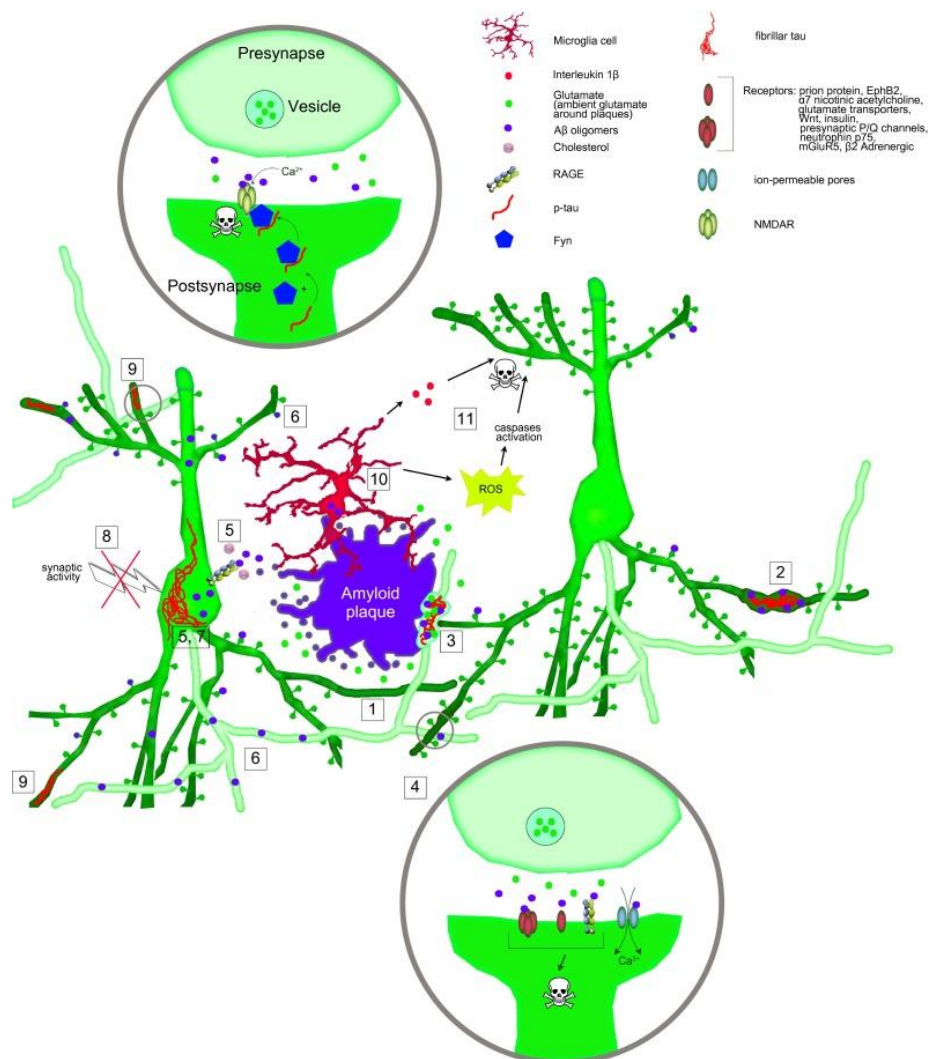 Presynapse
Vesicle
Ca²⁺
Postsynapse
+
Microglia cell
Interleukin 1β
Glutamate
(ambient glutamate
around plaques)
Aβ oligomers
Cholesterol
RAGE
p-tau
Fyn
fibrillar tau
Receptors: prion protein, EphB2,
α7 nicotinic acetylcholine,
glutamate transporters,
Wnt, insulin,
presynaptic P/Q channels,
neutrophin p75,
mGluR5, β2 Adrenergic
ion-permeable pores
NMDAR
9
6
11
caspases
activation
10
ROS
8
synaptic
activity
5
Amyloid
plaque
2
5, 7
3
1
6
9
4
Ca²⁺